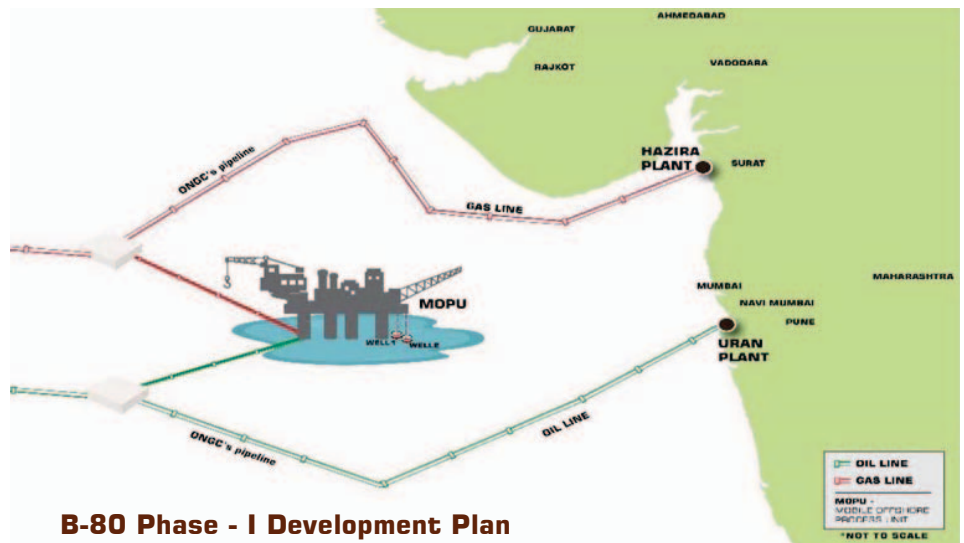 AHMEDABAD
GUJARAT
RAJKOT
VADODARA
ONGC's pipeline
HAZIRA
PLANT
SURAT
GAS LINE
MOPU
WELL1
WELL2
MAHARASHTRA
MUMBAI
NAVI MUMBAI
PUNE
URAN
PLANT
OIL LINE
ONGC's pipeline
OIL LINE
GAS LINE
MOPU -
MOBILE OFFSHORE
PROCESS UNIT
*NOT TO SCALE
B-80 Phase - I Development Plan